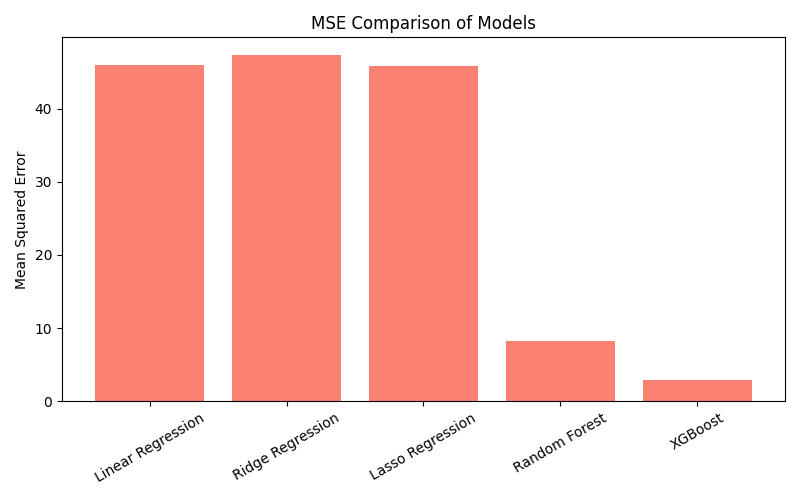 MSE Comparison of Models
Mean Squared Error
40
30
20
10
0
Linear Regression
Ridge Regression
Lasso Regression
Random Forest
XGBoost